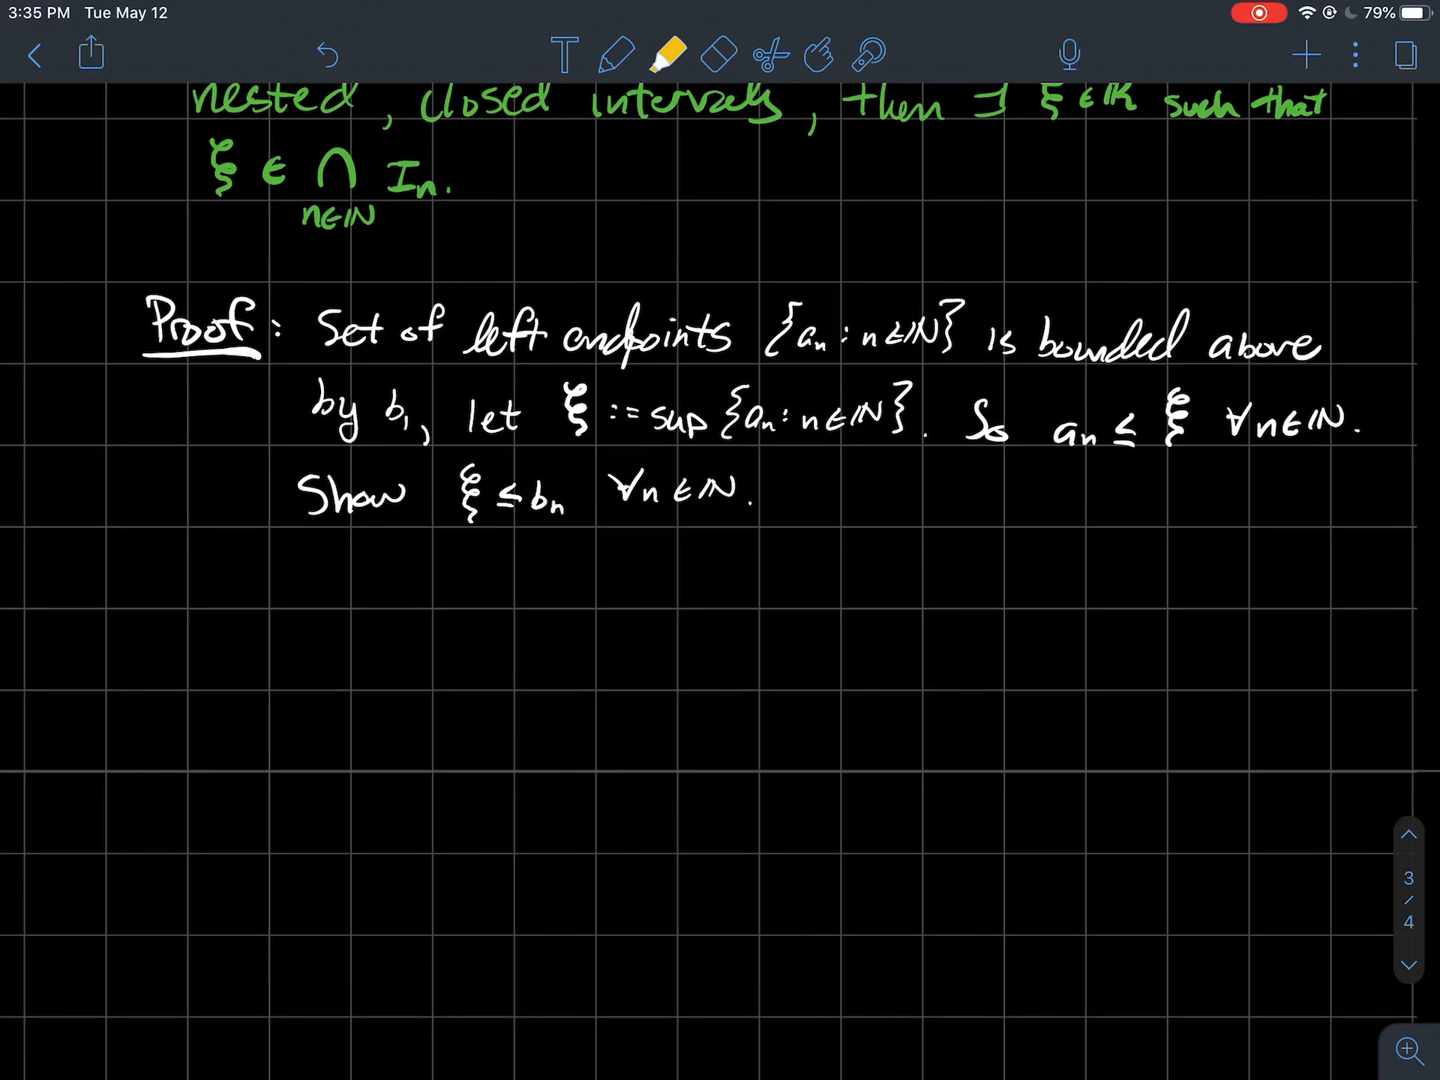 3:35 PM Tue May 12 79%
nested, closed intervals, then ∃ ξ ∈ ℝ such that
ξ ∈ ⋂ Iₙ.
n∈ℕ
Proof: Set of left endpoints {aₙ : n∈ℕ} is bounded above
by b₁, let ξ := sup {aₙ : n∈ℕ}. So aₙ ≤ ξ ∀n∈ℕ.
Show ξ ≤ bₙ ∀n∈ℕ.
3
/
4